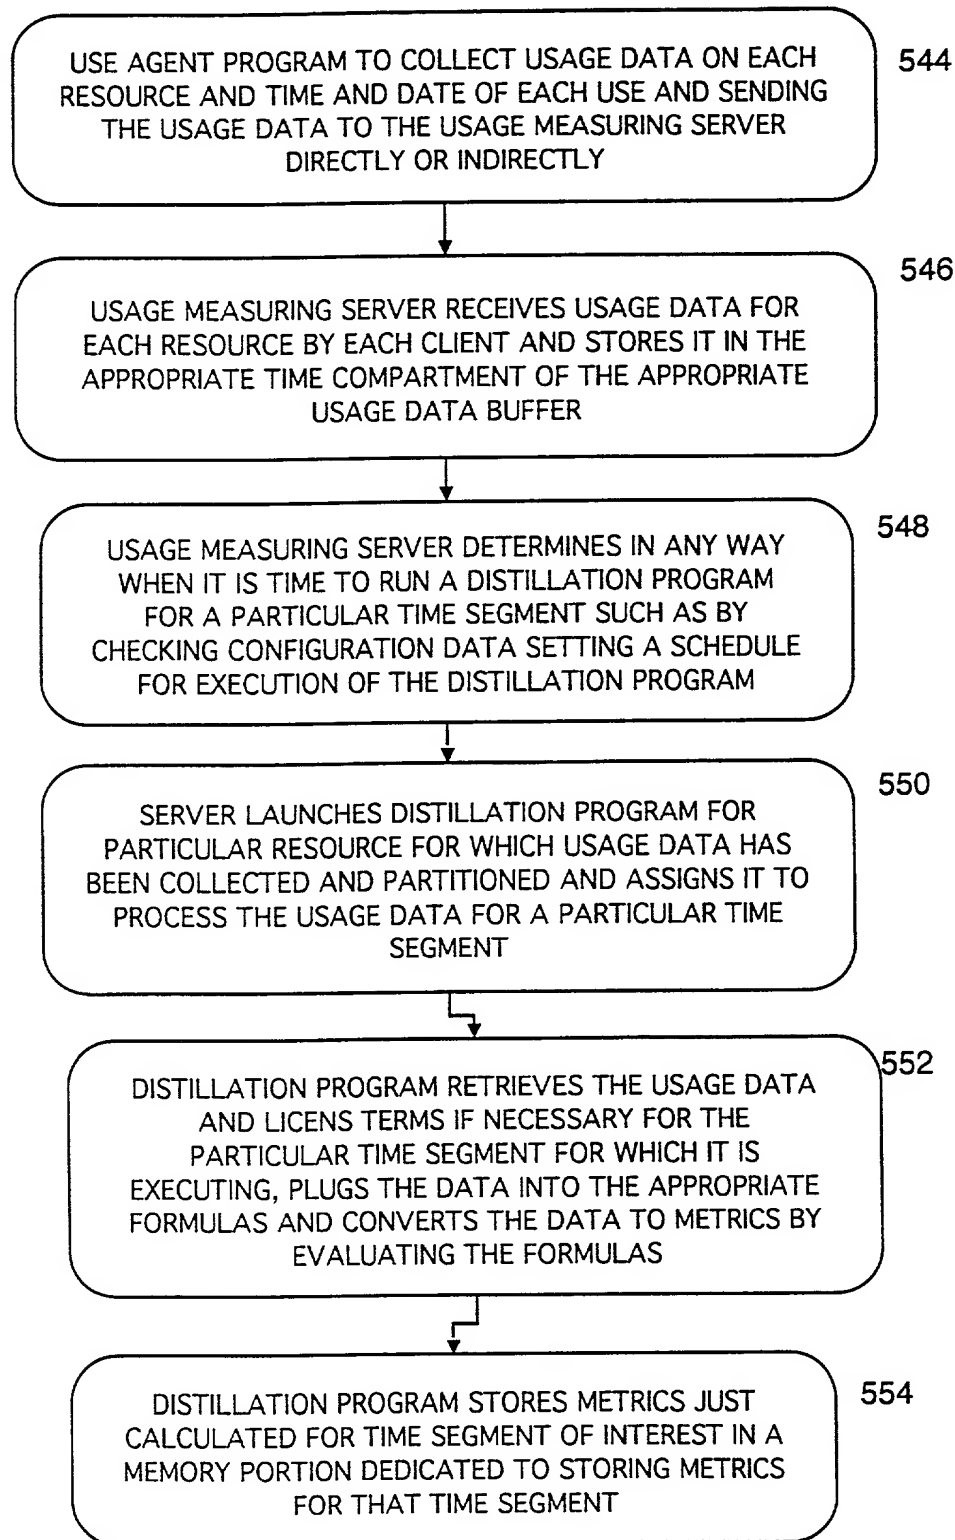 USE AGENT PROGRAM TO COLLECT USAGE DATA ON EACH
RESOURCE AND TIME AND DATE OF EACH USE AND SENDING
THE USAGE DATA TO THE USAGE MEASURING SERVER
DIRECTLY OR INDIRECTLY
544
USAGE MEASURING SERVER RECEIVES USAGE DATA FOR
EACH RESOURCE BY EACH CLIENT AND STORES IT IN THE
APPROPRIATE TIME COMPARTMENT OF THE APPROPRIATE
USAGE DATA BUFFER
546
USAGE MEASURING SERVER DETERMINES IN ANY WAY
WHEN IT IS TIME TO RUN A DISTILLATION PROGRAM
FOR A PARTICULAR TIME SEGMENT SUCH AS BY
CHECKING CONFIGURATION DATA SETTING A SCHEDULE
FOR EXECUTION OF THE DISTILLATION PROGRAM
548
SERVER LAUNCHES DISTILLATION PROGRAM FOR
PARTICULAR RESOURCE FOR WHICH USAGE DATA HAS
BEEN COLLECTED AND PARTITIONED AND ASSIGNS IT TO
PROCESS THE USAGE DATA FOR A PARTICULAR TIME
SEGMENT
550
DISTILLATION PROGRAM RETRIEVES THE USAGE DATA
AND LICENS TERMS IF NECESSARY FOR THE
PARTICULAR TIME SEGMENT FOR WHICH IT IS
EXECUTING, PLUGS THE DATA INTO THE APPROPRIATE
FORMULAS AND CONVERTS THE DATA TO METRICS BY
EVALUATING THE FORMULAS
552
DISTILLATION PROGRAM STORES METRICS JUST
CALCULATED FOR TIME SEGMENT OF INTEREST IN A
MEMORY PORTION DEDICATED TO STORING METRICS
FOR THAT TIME SEGMENT
554